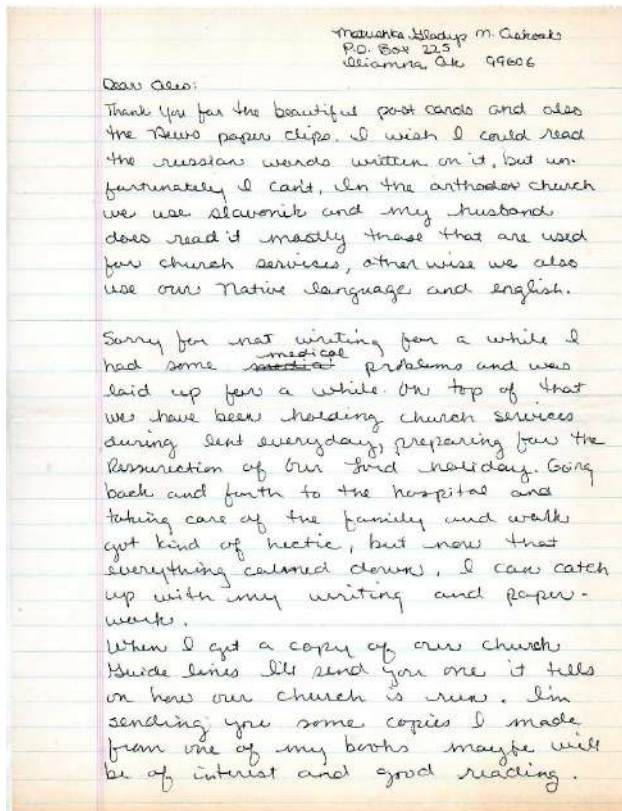 Matushka Gladys M. Askoak
P.O. Box 225
Iliamna, Ak 99606
Dear Alex:
Thank You for the beautiful post cards and also
the News paper clips. I wish I could read
the russian words written on it, but un-
fortunately I can't, In the orthodox church
we use slavonik and my husband
does read it mostly those that are used
for church services, other wise we also
use our Native language and english.
Sorry for not writing for a while I
had some medical problems and was
laid up for a while. On top of that
we have been holding church services
during lent everyday, preparing for the
Ressurection of Our Lord holiday. Going
back and forth to the hospital and
taking care of the family and work
got kind of hectic, but now that
everything calmed down, I can catch
up with my writing and paper-
work.
When I get a copy of our church
Guide lines I'll send you one it tells
on how our church is run. I'm
sending you some copies I made
from one of my books maybe will
be of interest and good reading.